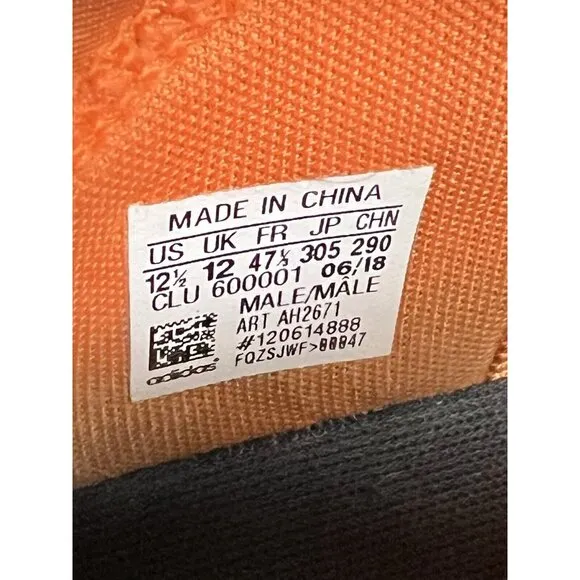 MADE IN CHINA
US UK FR JP CHN
12½ 12 47⅓ 305 290
CLU 600001 06/18
MALE/MÂLE
ART AH2671
#120614888
FQZSJWF>00047
adidas